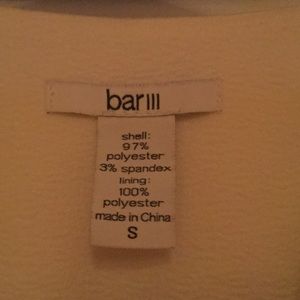 bar III
shell:
97%
polyester
3% spandex
lining:
100%
polyester
made in China
S